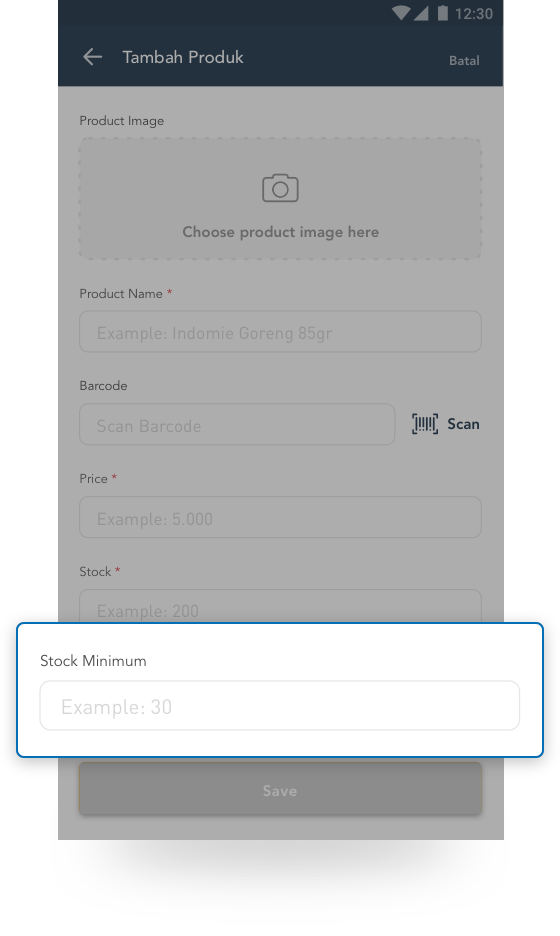 12:30
Tambah Produk
Batal
Product Image
Choose product image here
Product Name *
Example: Indomie Goreng 85gr
Barcode
Scan Barcode
Scan
Price *
Example: 5.000
Stock *
Example: 200
Stock Minimum
Example: 30
Save